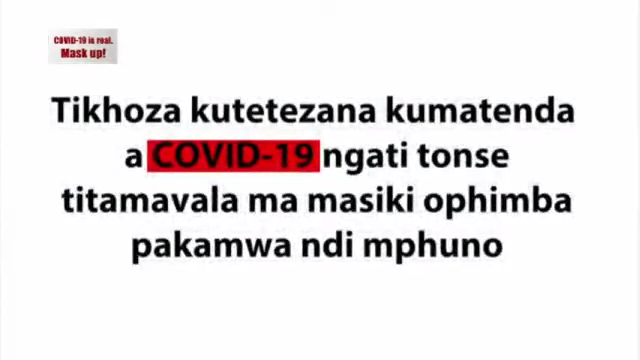 COVID-19 is real.
Mask up!
Tikhoza kutetezana kumatenda
a COVID-19 ngati tonse
titamavala ma masiki ophimba
pakamwa ndi mphuno